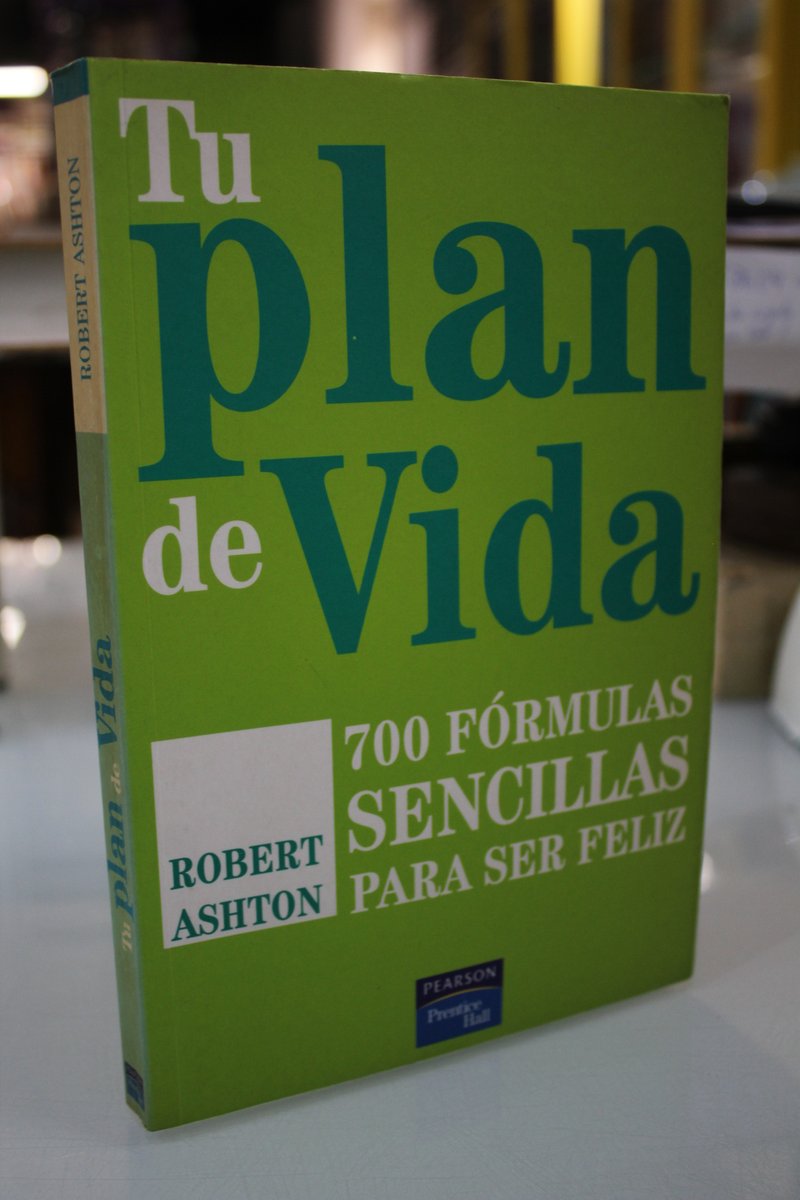 Tu
plan
de Vida
700 FÓRMULAS
SENCILLAS
PARA SER FELIZ
ROBERT
ASHTON
PEARSON
Prentice
Hall
ROBERT ASHTON
Tu plan de Vida